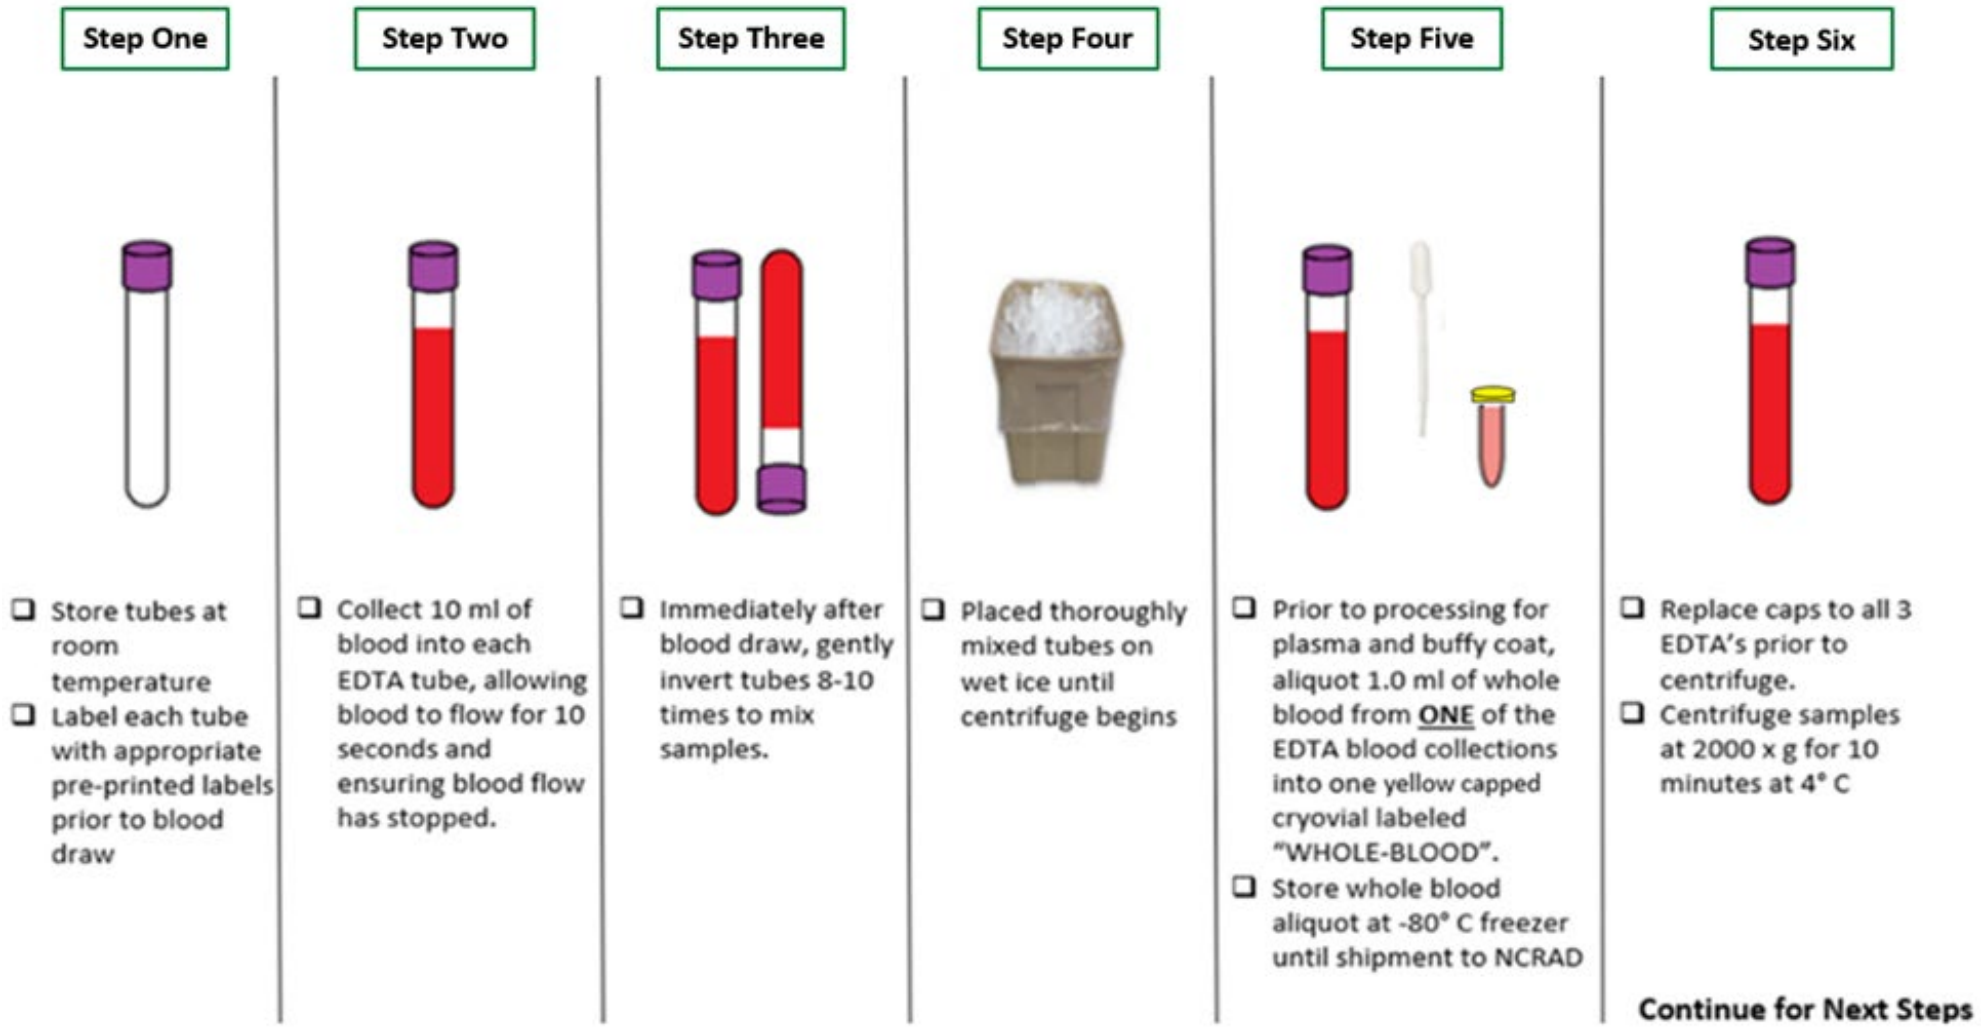 Step One
Store tubes at
room
temperature
Label each tube
with appropriate
pre-printed labels
prior to blood
draw
Step Two
Collect 10 ml of
blood into each
EDTA tube, allowing
blood to flow for 10
seconds and
ensuring blood flow
has stopped.
Step Three
Immediately after
blood draw, gently
invert tubes 8-10
times to mix
samples.
Step Four
Placed thoroughly
mixed tubes on
wet ice until
centrifuge begins
Step Five
Prior to processing for
plasma and buffy coat,
aliquot 1.0 ml of whole
blood from ONE of the
EDTA blood collections
into one yellow capped
cryovial labeled
“WHOLE-BLOOD”.
Store whole blood
aliquot at -80° C freezer
until shipment to NCRAD
Step Six
Replace caps to all 3
EDTA’s prior to
centrifuge.
Centrifuge samples
at 2000 x g for 10
minutes at 4° C
Continue for Next Steps